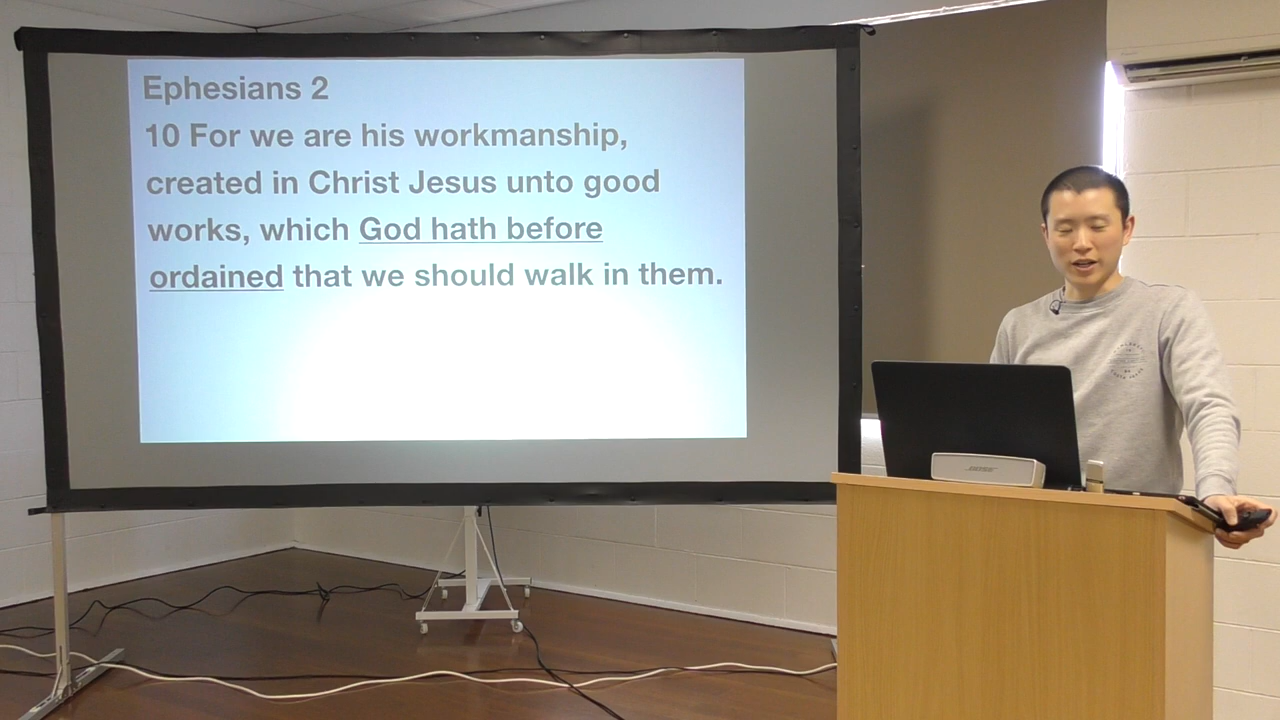 Ephesians 2
10 For we are his workmanship,
created in Christ Jesus unto good
works, which God hath before
ordained that we should walk in them.